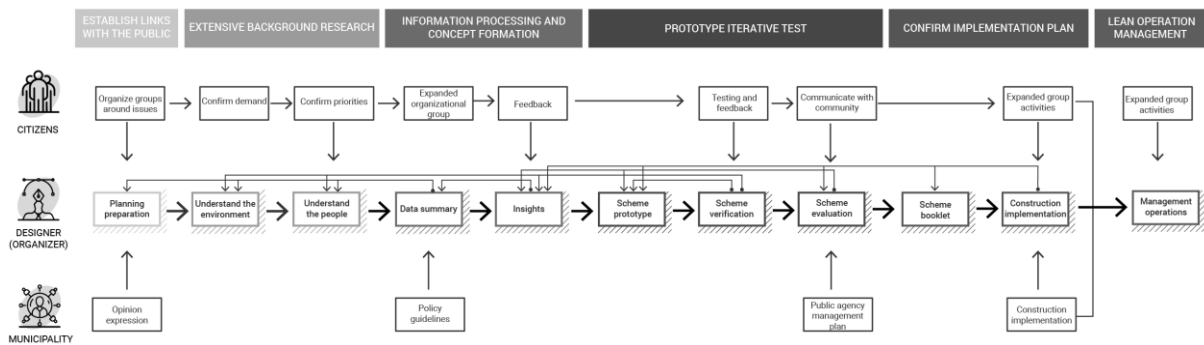 ESTABLISH LINKS
WITH THE PUBLIC
EXTENSIVE BACKGROUND RESEARCH
INFORMATION PROCESSING AND
CONCEPT FORMATION
PROTOTYPE ITERATIVE TEST
CONFIRM IMPLEMENTATION PLAN
LEAN OPERATION
MANAGEMENT
CITIZENS
Organize groups
around issues
Confirm demand
Confirm priorities
Expanded
organizational
group
Feedback
Testing and
feedback
Communicate with
community
Expanded group
activities
Expanded group
activities
DESIGNER
(ORGANIZER)
Planning
preparation
Understand the
environment
Understand
the people
Data summary
Insights
Scheme
prototype
Scheme
verification
Scheme
evaluation
Scheme
booklet
Construction
implementation
Management
operations
MUNICIPALITY
Opinion
expression
Policy
guidelines
Public agency
management
plan
Construction
implementation